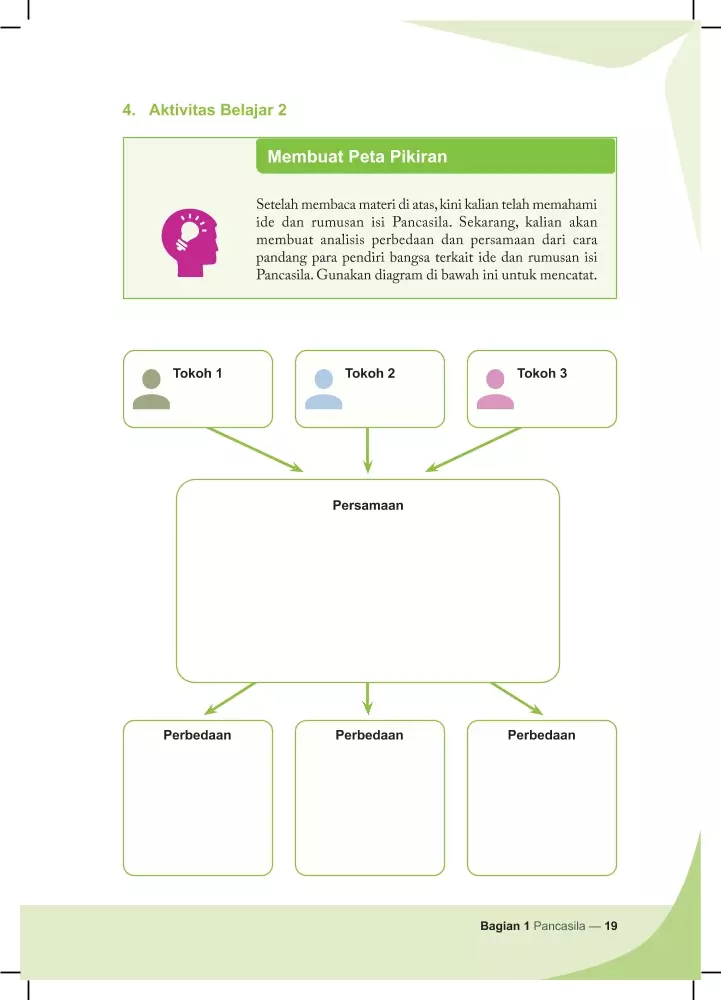 4. Aktivitas Belajar 2
Membuat Peta Pikiran
Setelah membaca materi di atas, kini kalian telah memahami
ide dan rumusan isi Pancasila. Sekarang, kalian akan
membuat analisis perbedaan dan persamaan dari cara
pandang para pendiri bangsa terkait ide dan rumusan isi
Pancasila. Gunakan diagram di bawah ini untuk mencatat.
Tokoh 1
Tokoh 2
Tokoh 3
Persamaan
Perbedaan
Perbedaan
Perbedaan
Bagian 1 Pancasila — 19